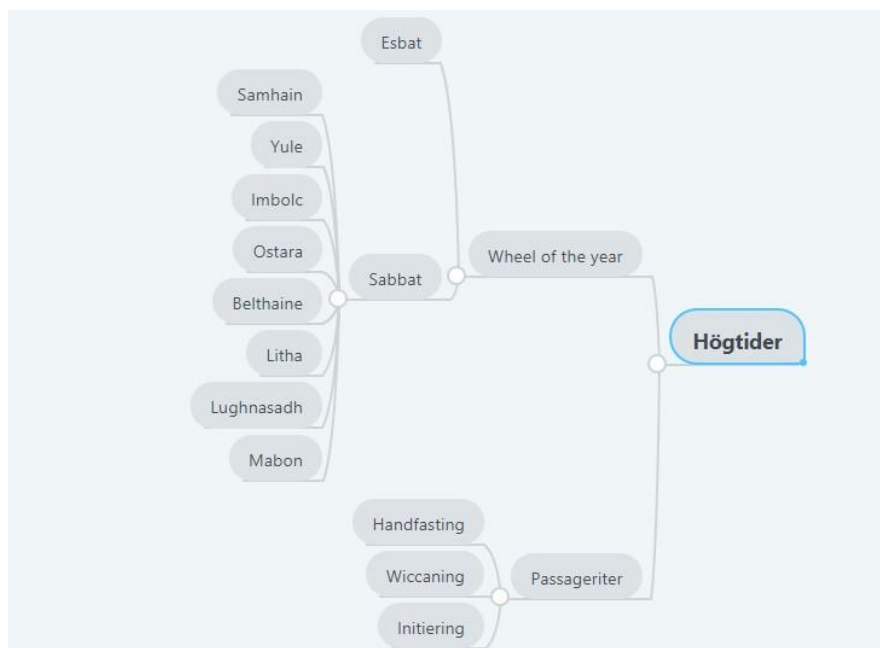 Esbat
Samhain
Yule
Imbolc
Ostara
Sabbat
Wheel of the year
Belthaine
Litha
Högtider
Lughnasadh
Mabon
Handfasting
Wiccaning
Passageriter
Initiering